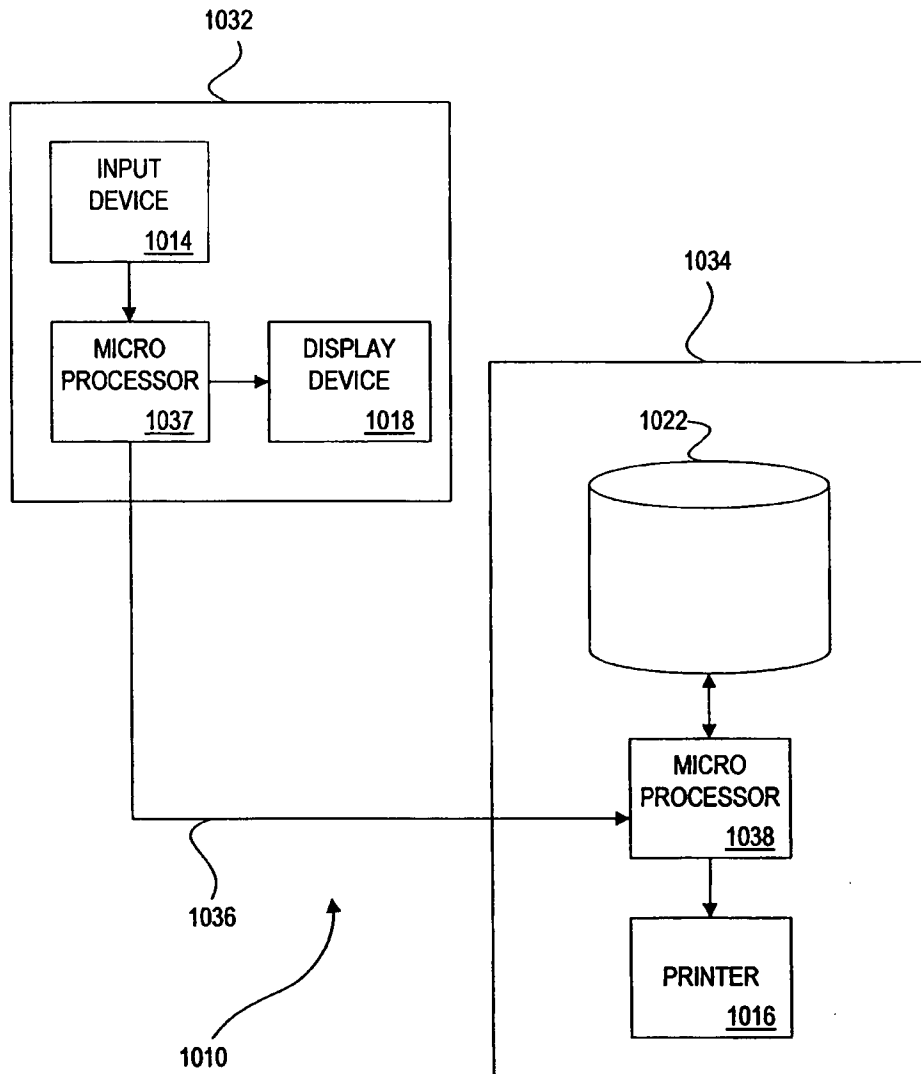 1032
INPUT
DEVICE
1014
MICRO
PROCESSOR
1037
DISPLAY
DEVICE
1018
1034
1022
MICRO
PROCESSOR
1038
1036
PRINTER
1016
1010